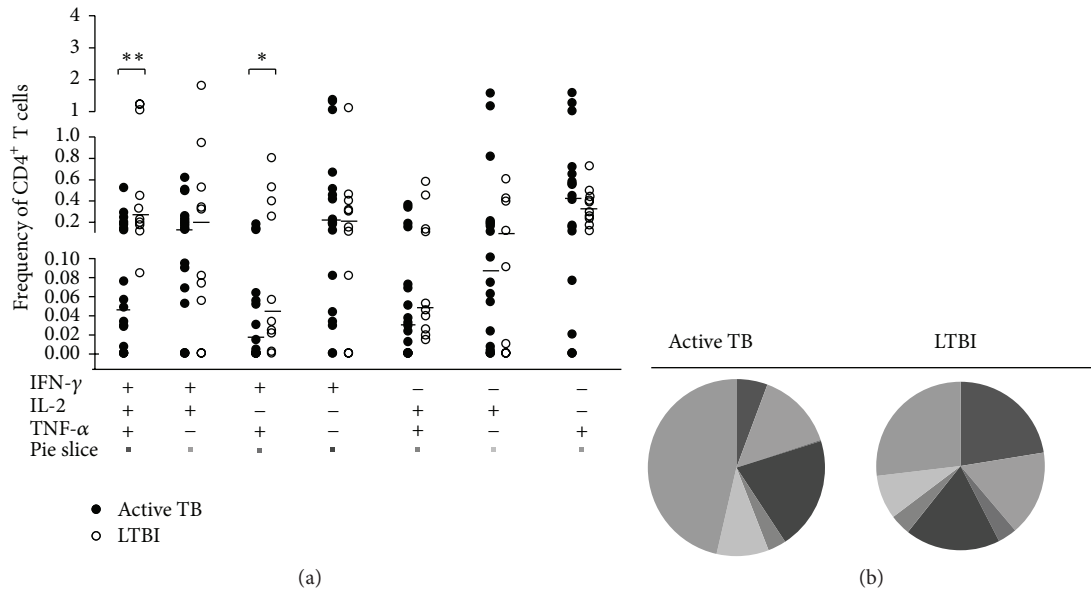 Frequency of CD4⁺ T cells
4
3
2
1
1.0
0.8
0.6
0.4
0.2
0.10
0.08
0.06
0.04
0.02
0.00
** *
IFN-γ + + + + − − −
IL-2 + + − − + + −
TNF-α + − + − + − +
Pie slice
Active TB
LTBI
(a)
Active TB LTBI
(b)